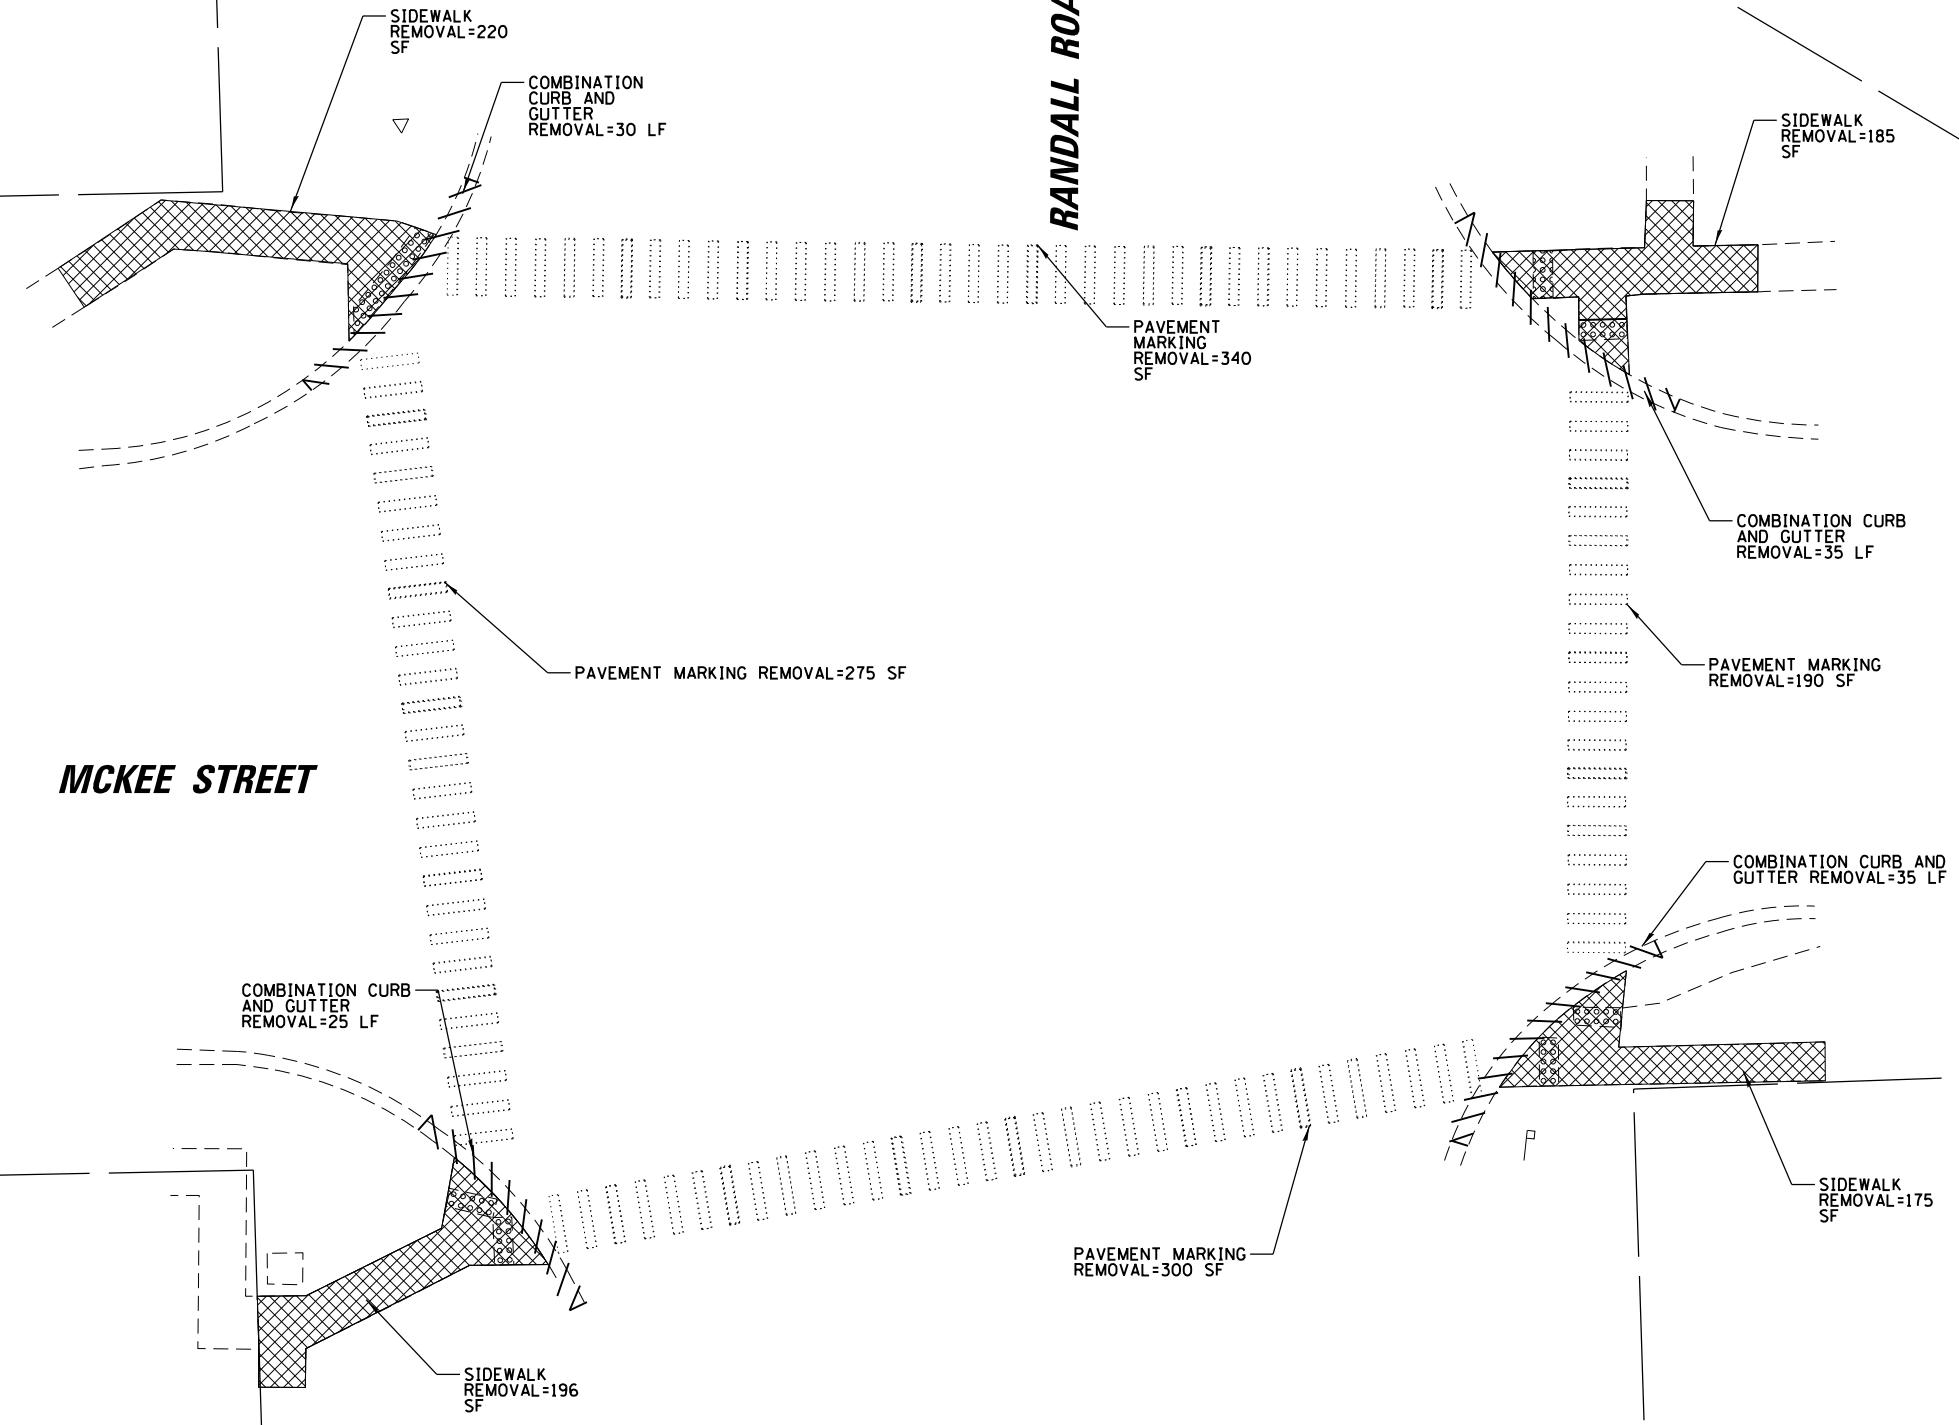 SIDEWALK
REMOVAL=220
SF
COMBINATION
CURB AND
GUTTER
REMOVAL=30 LF
RANDALL
SIDEWALK
REMOVAL=185
SF
PAVEMENT
MARKING
REMOVAL=340
SF
COMBINATION CURB
AND GUTTER
REMOVAL=35 LF
PAVEMENT MARKING REMOVAL=275 SF
PAVEMENT MARKING
REMOVAL=190 SF
MCKEE STREET
COMBINATION CURB AND
GUTTER REMOVAL=35 LF
COMBINATION CURB
AND GUTTER
REMOVAL=25 LF
SIDEWALK
REMOVAL=175
SF
PAVEMENT MARKING
REMOVAL=300 SF
SIDEWALK
REMOVAL=196
SF